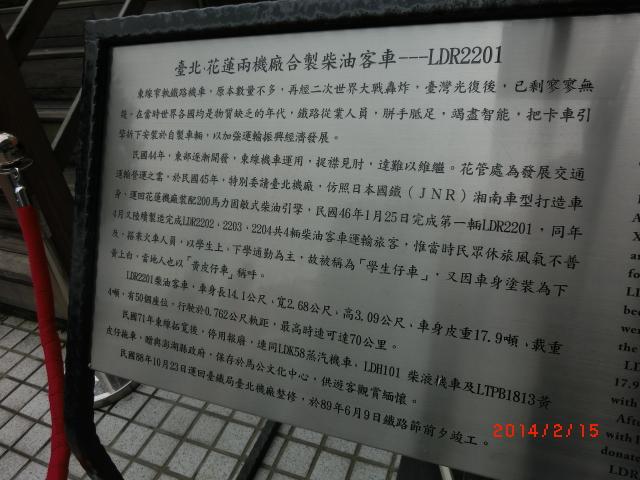 臺北.花蓮兩機廠合製柴油客車---LDR2201
東線窄軌鐵路機車，原本數量不多，再經二次世界大戰轟炸，臺灣光復後，已剩寥寥無
幾。在當時世界各國均是物質缺乏的年代，鐵路從業人員，胼手胝足，竭盡智能，把卡車引
擎拆下安裝於自製車輛，以加強運輸振興經濟發展。
民國44年，東部逐漸開發，東線機車運用，捉襟見肘，達難以維繼。花管處為發展交通
運輸營運之需，於民國45年，特別委請臺北機廠，仿照日本國鐵（JNR）湘南車型打造車
身，運回花蓮機廠裝配200馬力固敏式柴油引擎，民國46年1月25日完成第一輛LDR2201，同年
4月又陸續製造完成LDR2202、2203、2204共4輛柴油客車運輸旅客，惟當時民眾休旅風氣不普
及，搭乘火車人員，以學生上、下學通勤為主，故被稱為「學生仔車」，又因車身塗裝為下
黃上白，當地人也以「黃皮仔車」稱呼。
LDR2201柴油客車，車身長14.1公尺，寬2.68公尺，高3.09公尺，車身皮重17.9噸，載重
4噸，有50個座位，行駛於0.762公尺軌距，最高時速可達70公里。
民國71年東線拓寬後，停用報廢，連同LDK58蒸汽機車，LDH101 柴液機車及LTPB1813黃
皮仔拖車，贈與澎湖縣政府，保存於馬公文化中心，供遊客觀賞緬懷。
民國88年10月23日運回臺鐵局臺北機廠整修，於89年6月9日鐵路節前夕竣工。
LDR
17.9
with
After
with L
donate
LDR
2014/2/15